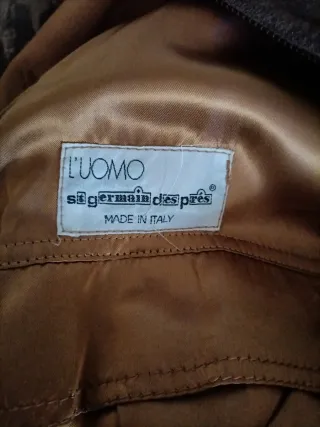 L'UOMO
st germain des prés®
MADE IN ITALY